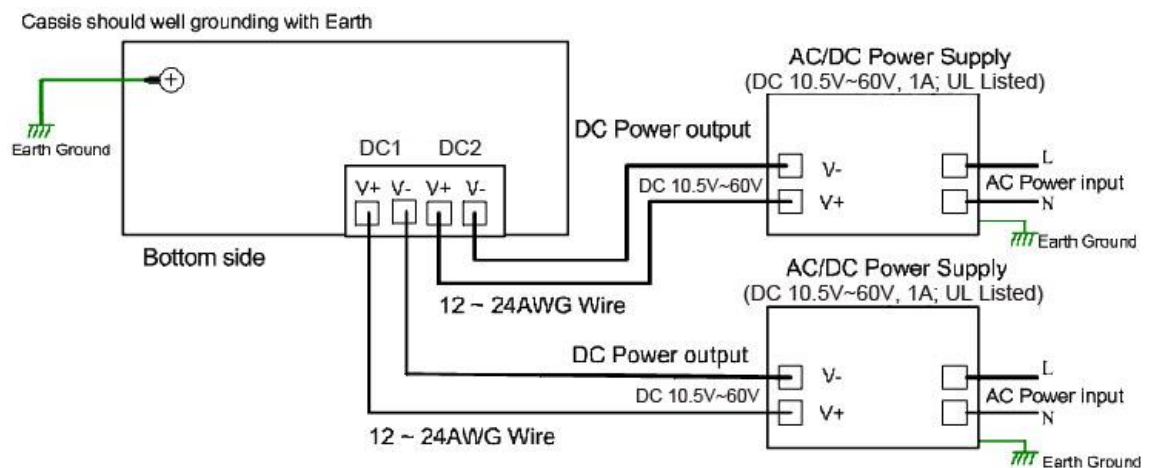 Cassis should well grounding with Earth
Earth Ground
DC1 DC2
V+ V- V+ V-
Bottom side
AC/DC Power Supply
(DC 10.5V~60V, 1A; UL Listed)
DC Power output
V-
DC 10.5V~60V
V+
L
AC Power input
N
Earth Ground
12 ~ 24AWG Wire
AC/DC Power Supply
(DC 10.5V~60V, 1A; UL Listed)
DC Power output
V-
DC 10.5V~60V
V+
L
AC Power input
N
Earth Ground
12 ~ 24AWG Wire